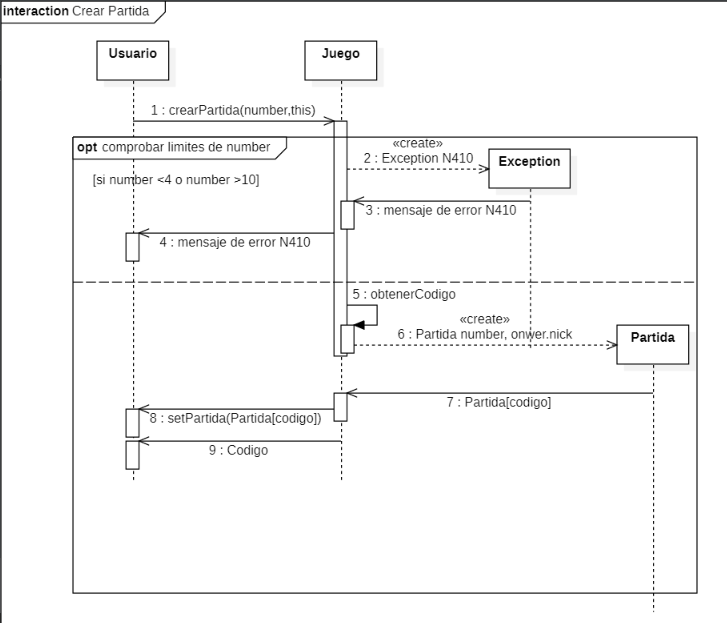 interaction Crear Partida
Usuario
Juego
1 : crearPartida(number,this)
opt comprobar limites de number
«create»
2 : Exception N410
Exception
[si number <4 o number >10]
3 : mensaje de error N410
4 : mensaje de error N410
5 : obtenerCodigo
«create»
6 : Partida number, onwer.nick
Partida
7 : Partida[codigo]
8 : setPartida(Partida[codigo])
9 : Codigo